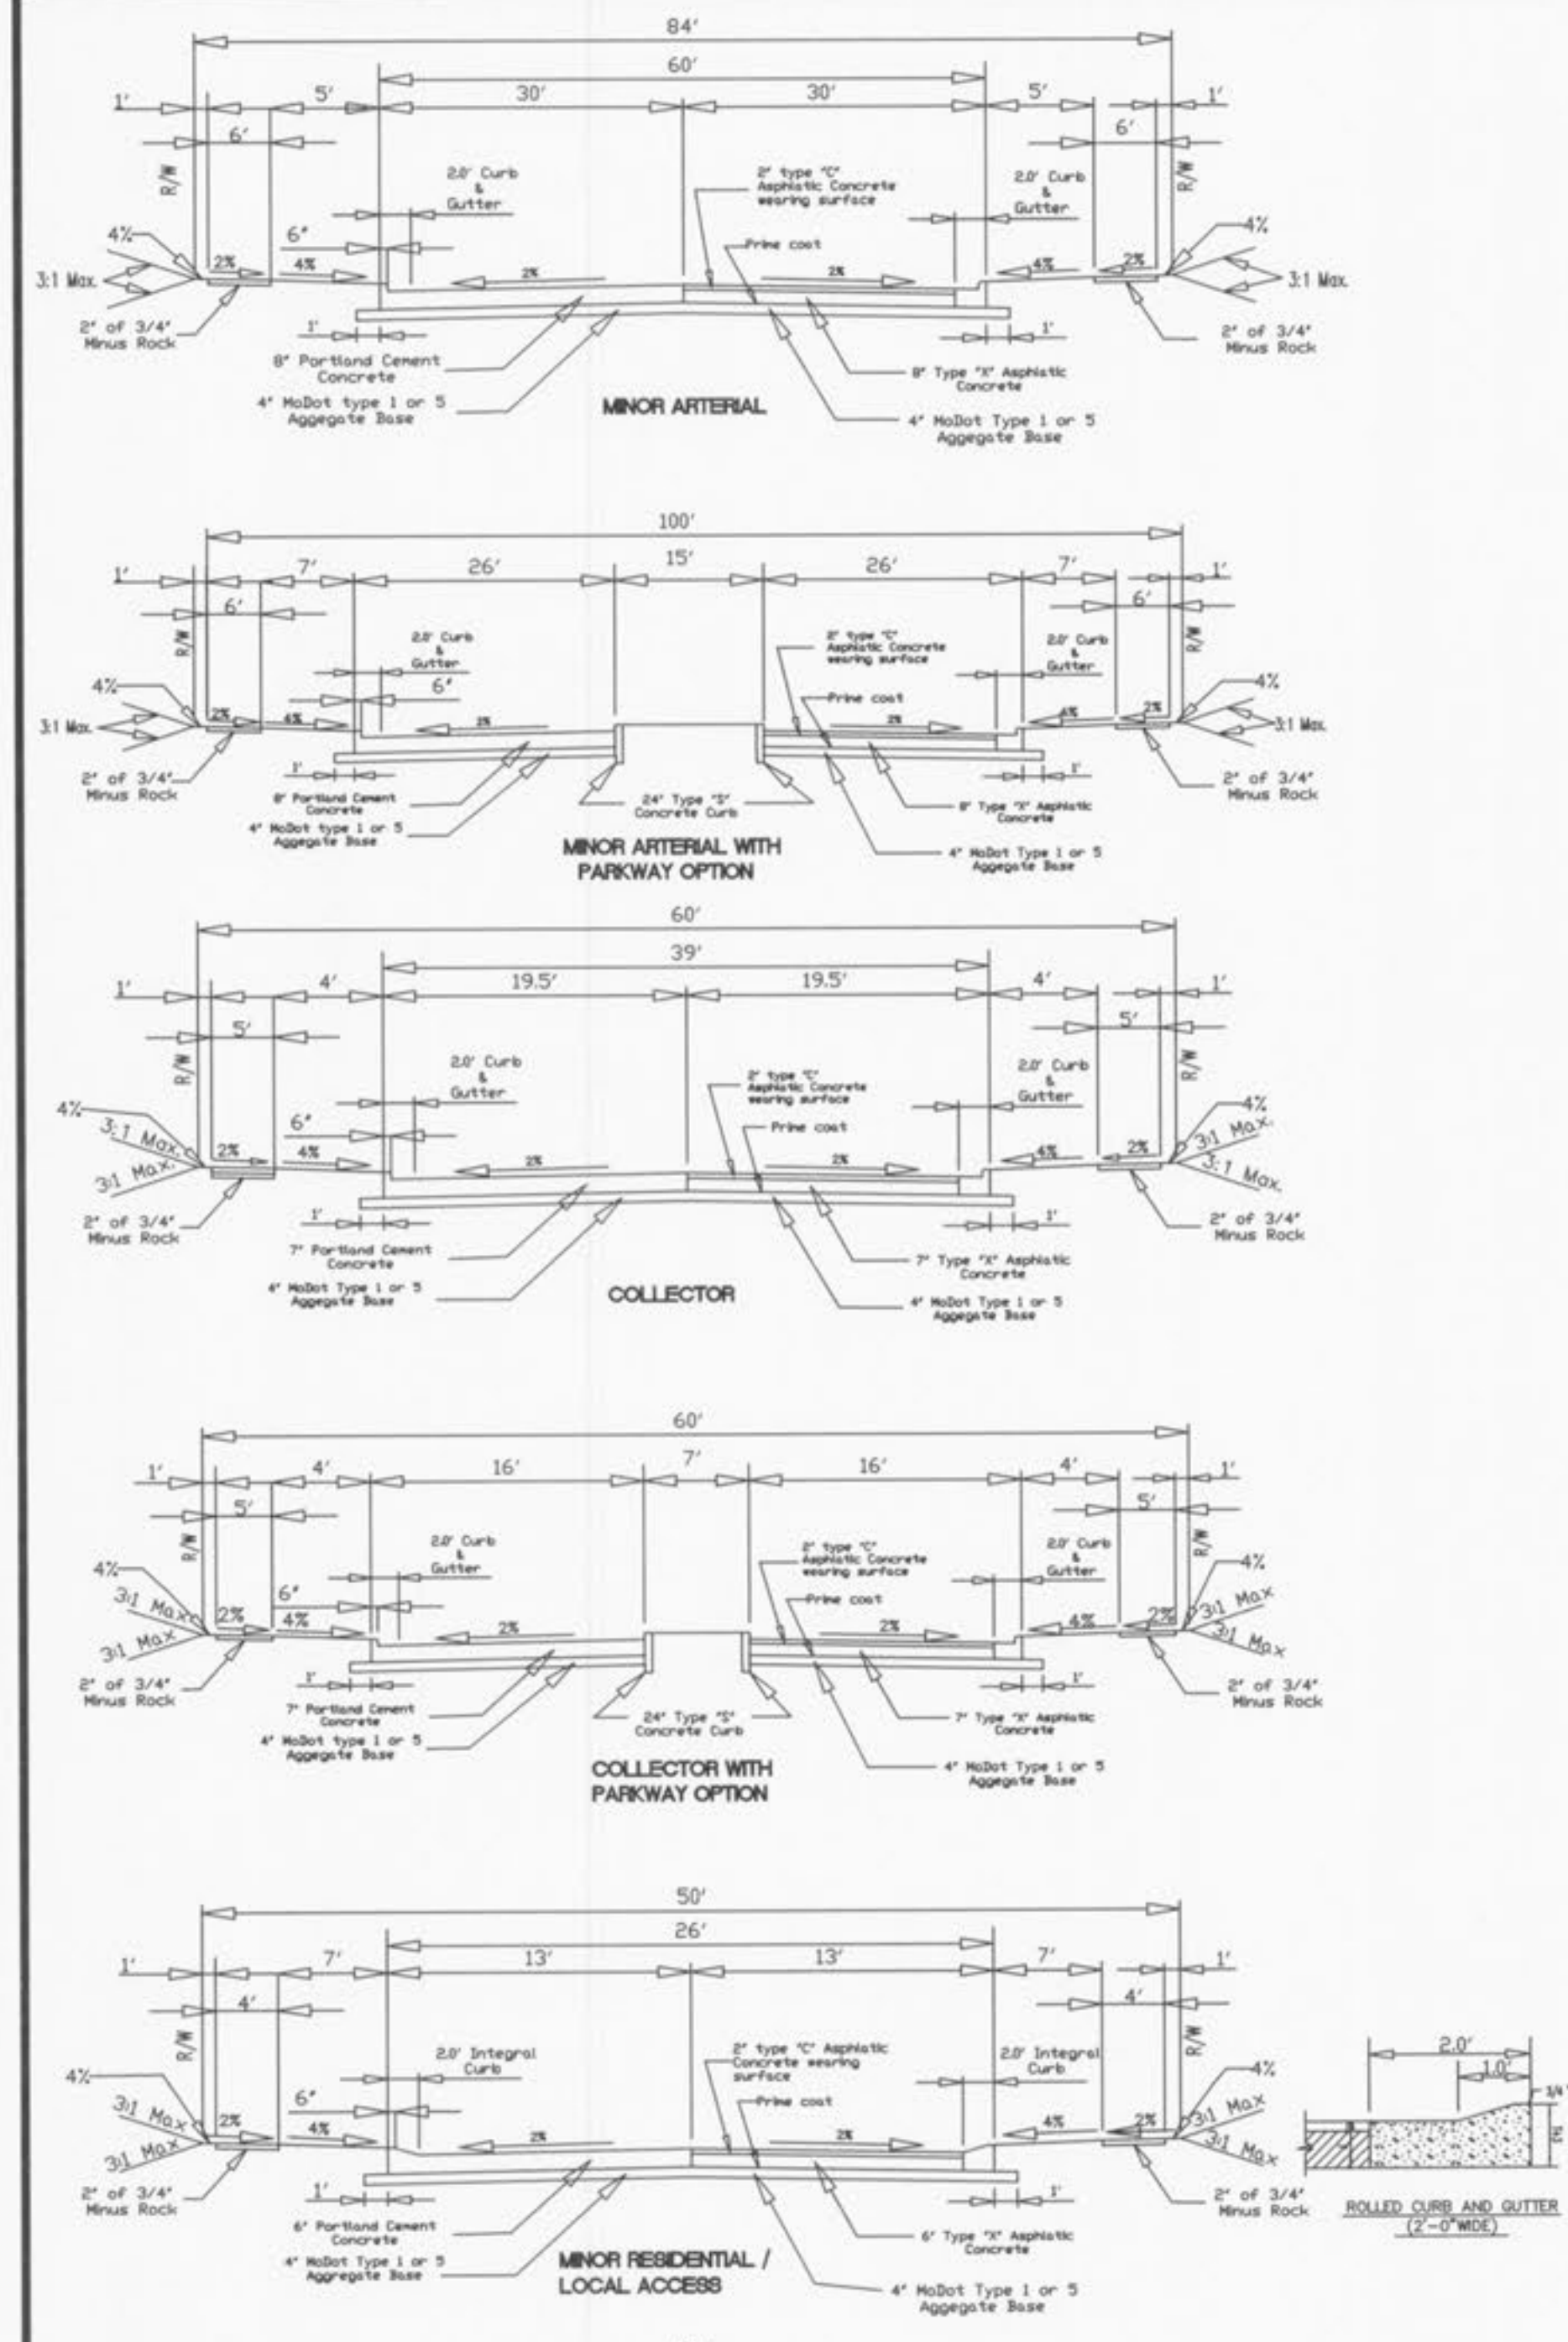 84'
60'
1' 5' 30' 30' 5' 1'
6' 6'
R/W R/W
2.0' Curb
&
Gutter
2" type "C"
Asphlatic Concrete
wearing surface
2.0' Curb
&
Gutter
4% 6" Prime coat 4%
2% 4% 2% 2% 4% 2%
3:1 Max. 3:1 Max.
2" of 3/4"
Minus Rock
1' 1'
2" of 3/4"
Minus Rock
8" Portland Cement
Concrete
8" Type "X" Asphlatic
Concrete
4" MoDot type 1 or 5
Aggegate Base
MINOR ARTERIAL
4" MoDot Type 1 or 5
Aggegate Base
100'
1' 7' 26' 15' 26' 7' 1'
6' 6'
R/W R/W
2.0' Curb
&
Gutter
2" type "C"
Asphlatic Concrete
wearing surface
2.0' Curb
&
Gutter
4% 6" Prime coat 4%
2% 4% 2% 2% 4% 2%
3:1 Max. 3:1 Max.
2" of 3/4"
Minus Rock
1' 1'
2" of 3/4"
Minus Rock
8" Portland Cement
Concrete
24" Type "S"
Concrete Curb
8" Type "X" Asphlatic
Concrete
4" MoDot type 1 or 5
Aggegate Base
MINOR ARTERIAL WITH
PARKWAY OPTION
4" MoDot Type 1 or 5
Aggegate Base
60'
39'
1' 4' 19.5' 19.5' 4' 1'
5' 5'
R/W R/W
2.0' Curb
&
Gutter
2" type "C"
Asphlatic Concrete
wearing surface
2.0' Curb
&
Gutter
4% 6" Prime coat 4%
3:1 Max. 3:1 Max.
2% 4% 2% 2% 4% 2%
3:1 Max. 3:1 Max.
2" of 3/4"
Minus Rock
1' 1'
2" of 3/4"
Minus Rock
7" Portland Cement
Concrete
7" Type "X" Asphlatic
Concrete
4" MoDot Type 1 or 5
Aggegate Base
COLLECTOR
4" MoDot Type 1 or 5
Aggegate Base
60'
1' 4' 16' 7' 16' 4' 1'
5' 5'
R/W R/W
2.0' Curb
&
Gutter
2" type "C"
Asphlatic Concrete
wearing surface
2.0' Curb
&
Gutter
4% 6" Prime coat 4%
3:1 Max 3:1 Max
2% 4% 2% 2% 4% 2%
3:1 Max 3:1 Max
2" of 3/4"
Minus Rock
1' 1'
2" of 3/4"
Minus Rock
7" Portland Cement
Concrete
24" Type "S"
Concrete Curb
7" Type "X" Asphlatic
Concrete
4" MoDot type 1 or 5
Aggegate Base
COLLECTOR WITH
PARKWAY OPTION
4" MoDot Type 1 or 5
Aggegate Base
50'
26'
1' 7' 13' 13' 7' 1'
4' 4'
R/W R/W
2.0' Integral
Curb
2" type "C" Asphlatic
Concrete wearing
surface
2.0' Integral
Curb
4% 6" Prime coat 4%
3:1 Max 3:1 Max
2% 4% 2% 2% 4% 2%
3:1 Max 3:1 Max
2" of 3/4"
Minus Rock
1' 1'
2" of 3/4"
Minus Rock
6" Portland Cement
Concrete
6" Type "X" Asphlatic
Concrete
4" MoDot Type 1 or 5
Aggregate Base
MINOR RESIDENTIAL /
LOCAL ACCESS
4" MoDot Type 1 or 5
Aggegate Base
2.0'
1.0'
ROLLED CURB AND GUTTER
(2'-0"WIDE)